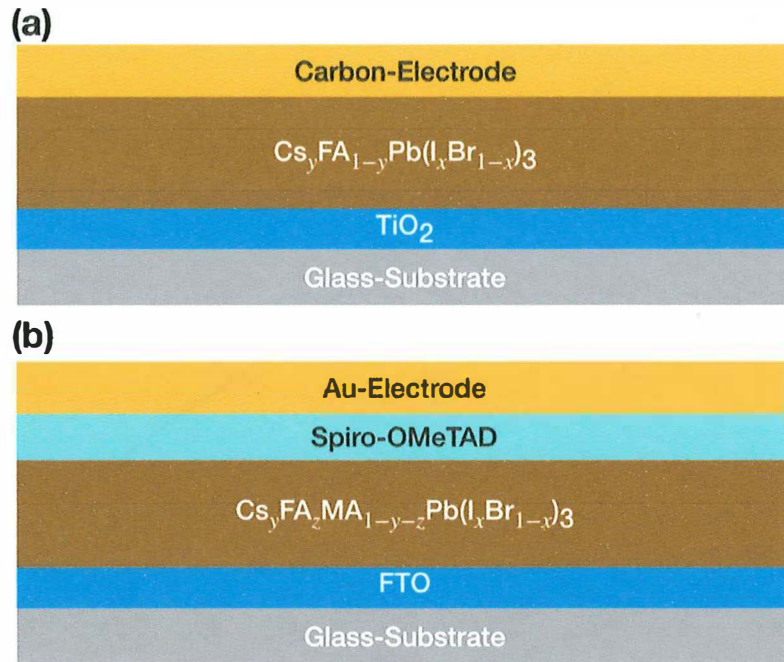 (a)
Carbon-Electrode
CsyFA1−yPb(IxBr1−x)3
TiO2
Glass-Substrate
(b)
Au-Electrode
Spiro-OMeTAD
CsyFAzMA1−y−zPb(IxBr1−x)3
FTO
Glass-Substrate